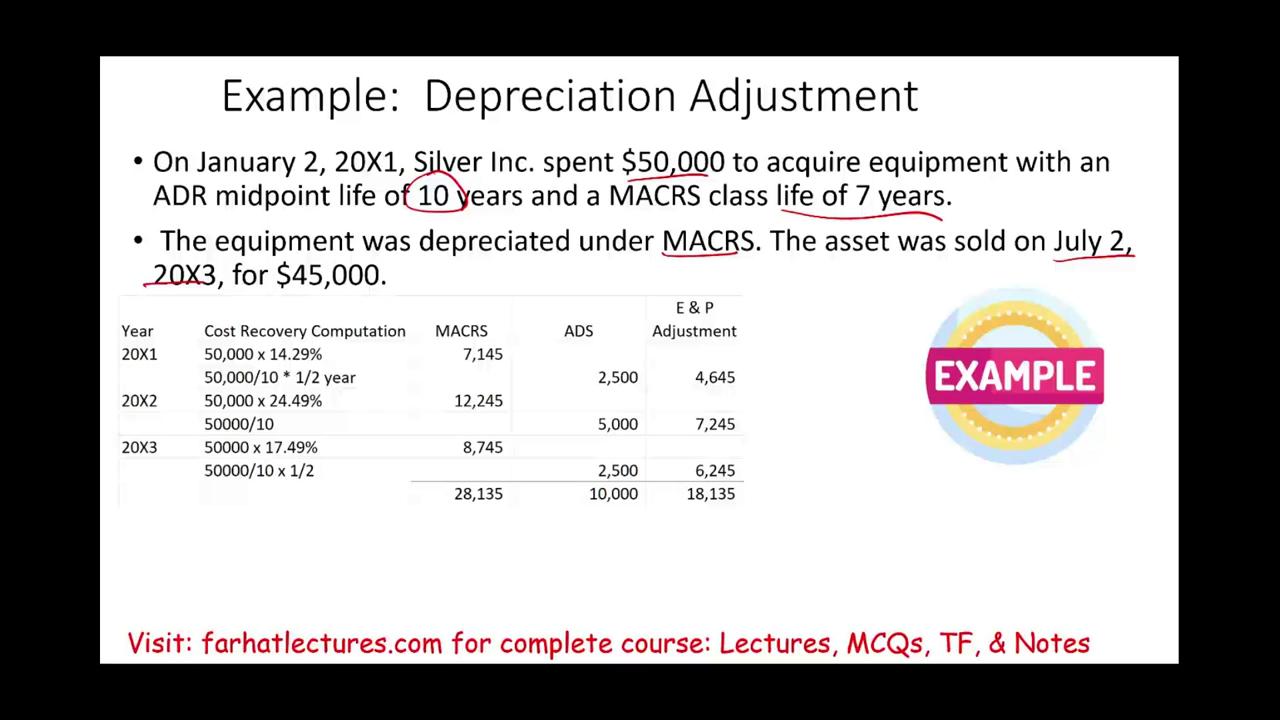 Example: Depreciation Adjustment
• On January 2, 20X1, Silver Inc. spent $50,000 to acquire equipment with an
ADR midpoint life of 10 years and a MACRS class life of 7 years.
• The equipment was depreciated under MACRS. The asset was sold on July 2,
20X3, for $45,000.
E & P
Year Cost Recovery Computation MACRS ADS Adjustment
20X1 50,000 x 14.29% 7,145
50,000/10 * 1/2 year 2,500 4,645
20X2 50,000 x 24.49% 12,245
50000/10 5,000 7,245
20X3 50000 x 17.49% 8,745
50000/10 x 1/2 2,500 6,245
28,135 10,000 18,135
EXAMPLE
Visit: farhatlectures.com for complete course: Lectures, MCQs, TF, & Notes